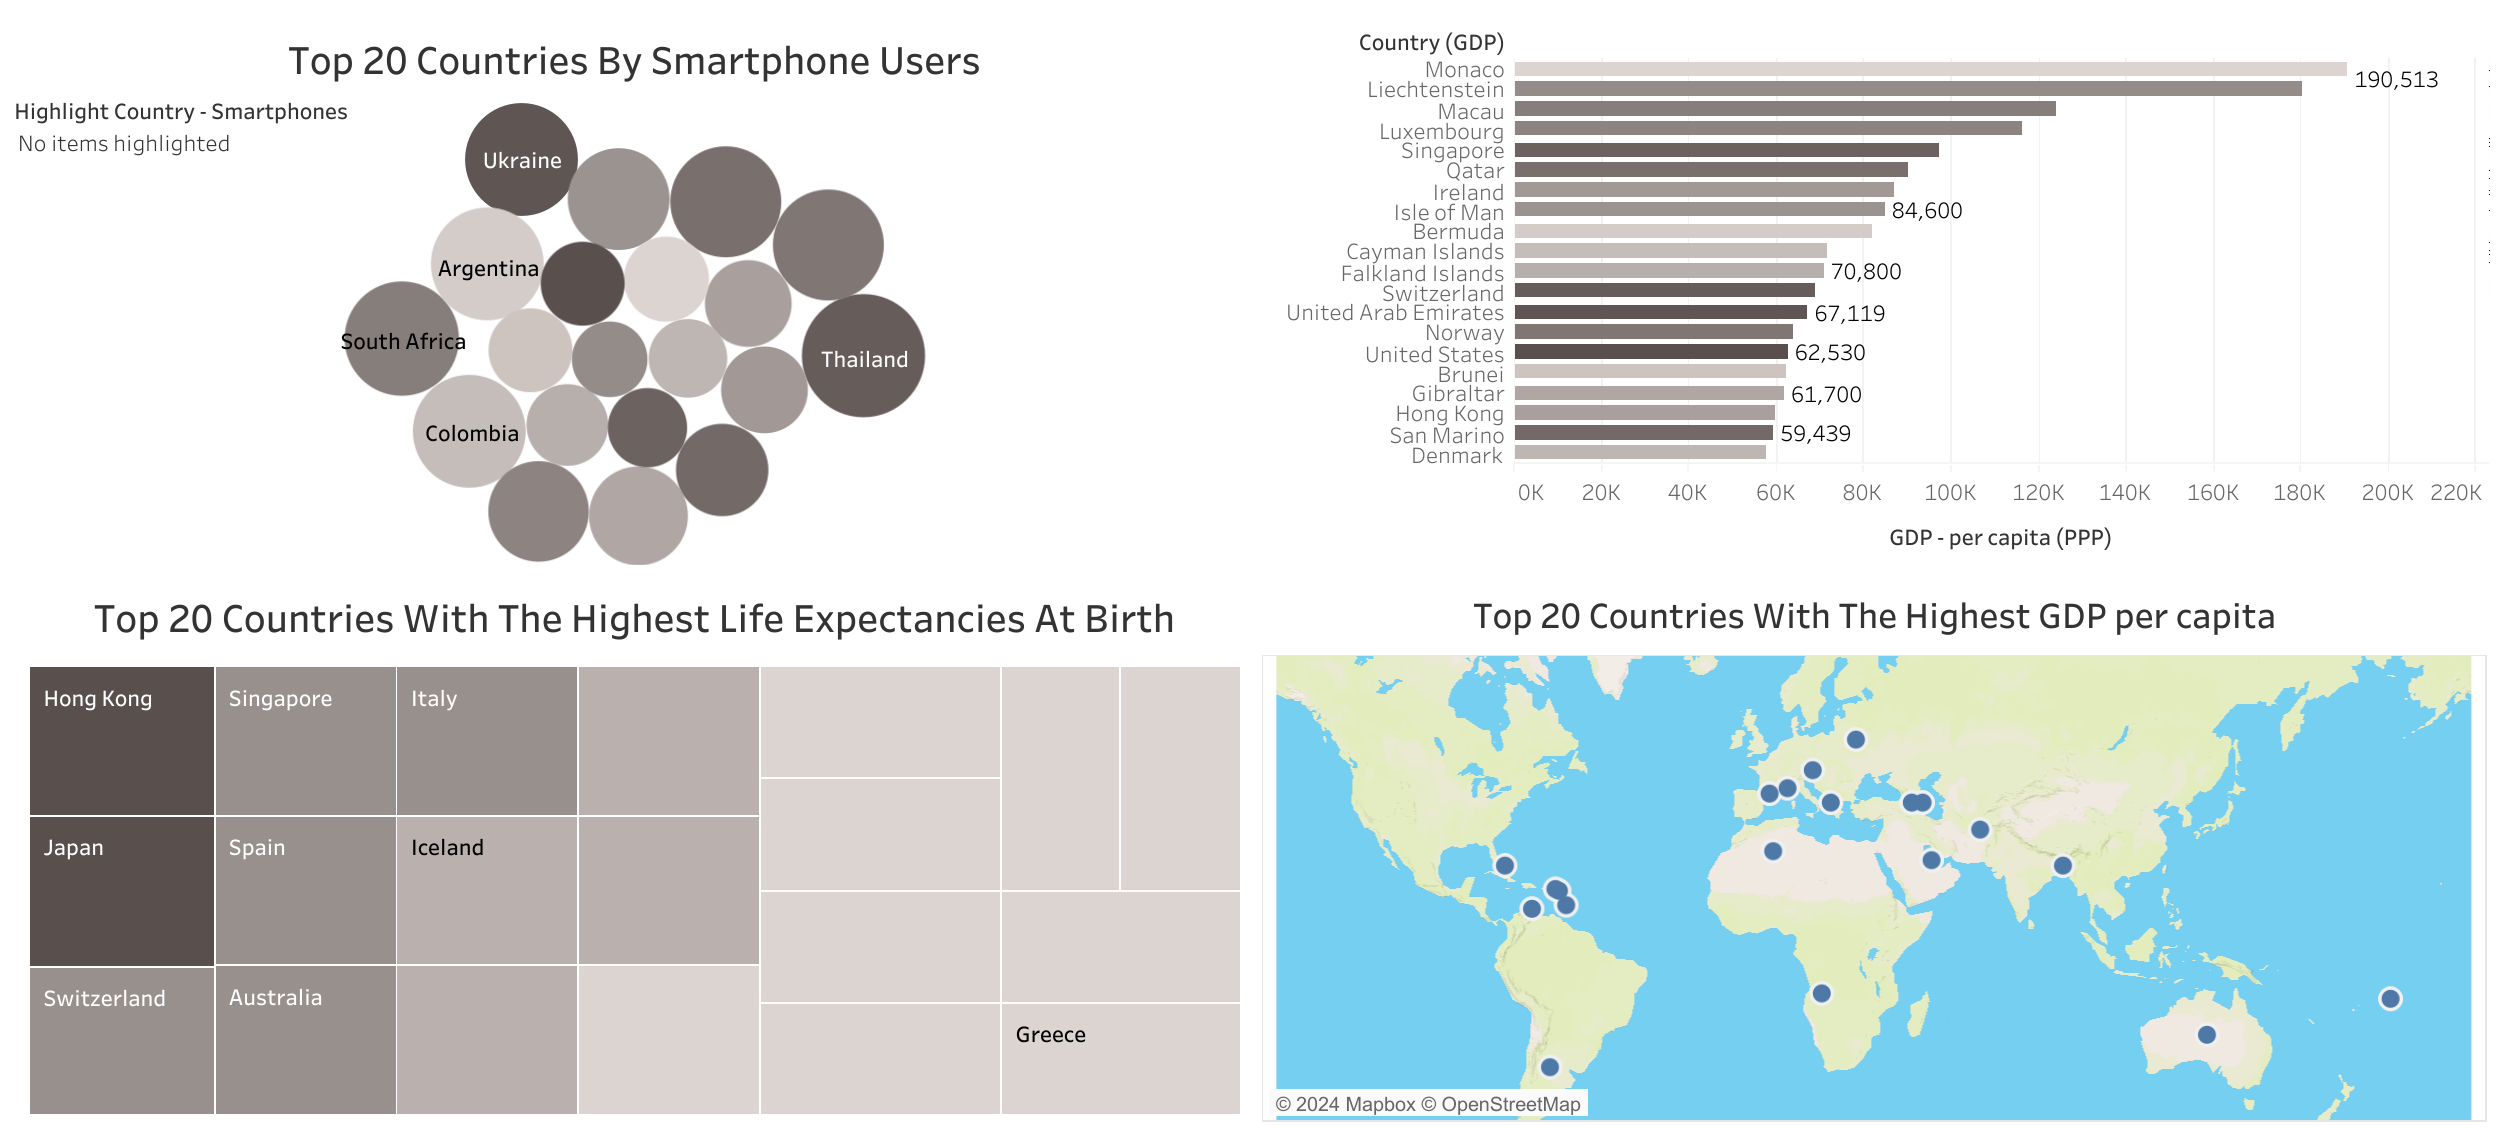 Top 20 Countries By Smartphone Users
Highlight Country - Smartphones
No items highlighted
Ukraine
Argentina
South Africa
Thailand
Colombia
Country (GDP)
Monaco
190,513
Liechtenstein
Macau
Luxembourg
Singapore
Qatar
Ireland
Isle of Man
84,600
Bermuda
Cayman Islands
Falkland Islands
70,800
Switzerland
United Arab Emirates
67,119
Norway
United States
62,530
Brunei
Gibraltar
61,700
Hong Kong
San Marino
59,439
Denmark
0K 20K 40K 60K 80K 100K 120K 140K 160K 180K 200K 220K
GDP - per capita (PPP)
Top 20 Countries With The Highest Life Expectancies At Birth
Hong Kong
Singapore
Italy
Japan
Spain
Iceland
Switzerland
Australia
Greece
Top 20 Countries With The Highest GDP per capita
© 2024 Mapbox © OpenStreetMap